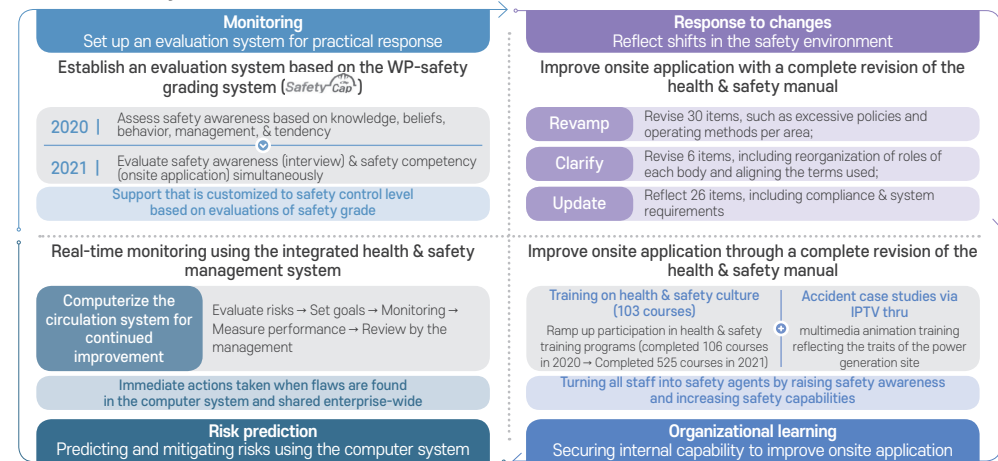 Monitoring
Set up an evaluation system for practical response
Establish an evaluation system based on the WP-safety
grading system (Safety Cap)
2020 | Assess safety awareness based on knowledge, beliefs,
behavior, management, & tendency
2021 | Evaluate safety awareness (interview) & safety competency
(onsite application) simultaneously
Support that is customized to safety control level
based on evaluations of safety grade
Response to changes
Reflect shifts in the safety environment
Improve onsite application with a complete revision of the
health & safety manual
Revamp
Revise 30 items, such as excessive policies and
operating methods per area;
Clarify
Revise 6 items, including reorganization of roles of
each body and aligning the terms used;
Update
Reflect 26 items, including compliance & system
requirements
Real-time monitoring using the integrated health & safety
management system
Computerize the
circulation system for
continued
improvement
Evaluate risks → Set goals → Monitoring →
Measure performance → Review by the
management
Immediate actions taken when flaws are found
in the computer system and shared enterprise-wide
Risk prediction
Predicting and mitigating risks using the computer system
Improve onsite application through a complete revision of the
health & safety manual
Training on health & safety culture
(103 courses)
Ramp up participation in health & safety
training programs (completed 106 courses
in 2020 → Completed 525 courses in 2021)
Accident case studies via
IPTV thru
multimedia animation training
reflecting the traits of the power
generation site
Turning all staff into safety agents by raising safety awareness
and increasing safety capabilities
Organizational learning
Securing internal capability to improve onsite application